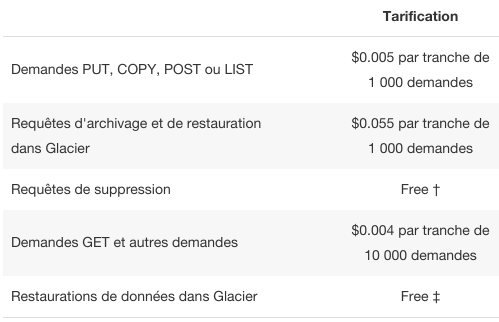 Tarification
Demandes PUT, COPY, POST ou LIST
$0.005 par tranche de
1 000 demandes
Requêtes d'archivage et de restauration
dans Glacier
$0.055 par tranche de
1 000 demandes
Requêtes de suppression
Free †
Demandes GET et autres demandes
$0.004 par tranche de
10 000 demandes
Restaurations de données dans Glacier
Free ‡